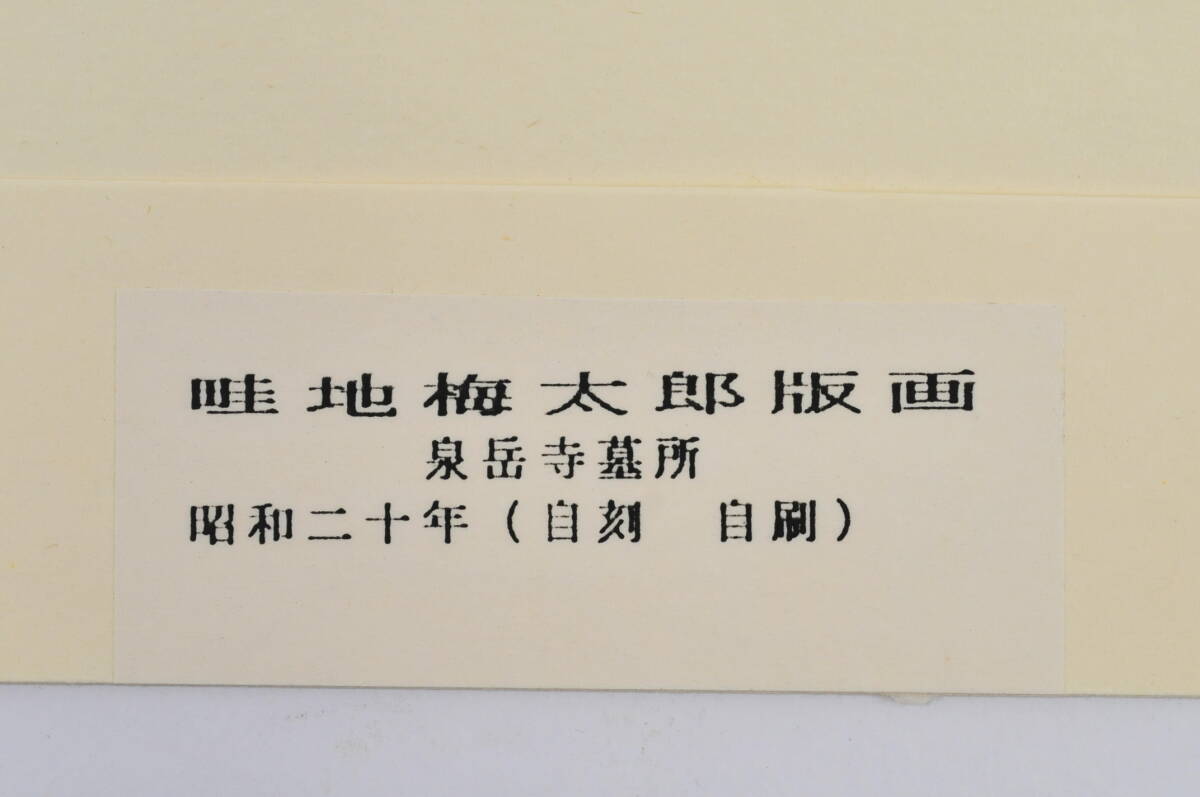 畦地梅太郎版画
泉岳寺墓所
昭和二十年(自刻　自刷)